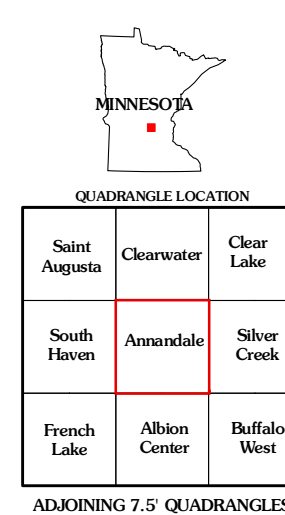 MINNESOTA
QUADRANGLE LOCATION
Saint
Augusta
Clearwater
Clear
Lake
South
Haven
Annandale
Silver
Creek
French
Lake
Albion
Center
Buffalo
West
ADJOINING 7.5' QUADRANGLES